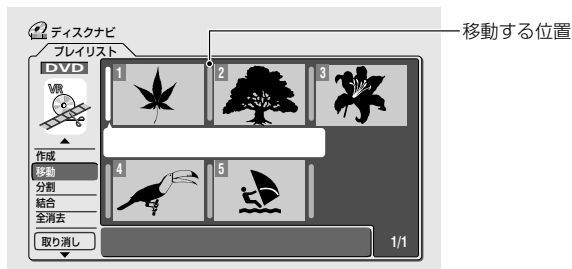 ディスクナビ
移動する位置
プレイリスト
DVD
VR
1
2
3
作成
移動
分割
結合
全消去
4
5
取り消し
1/1